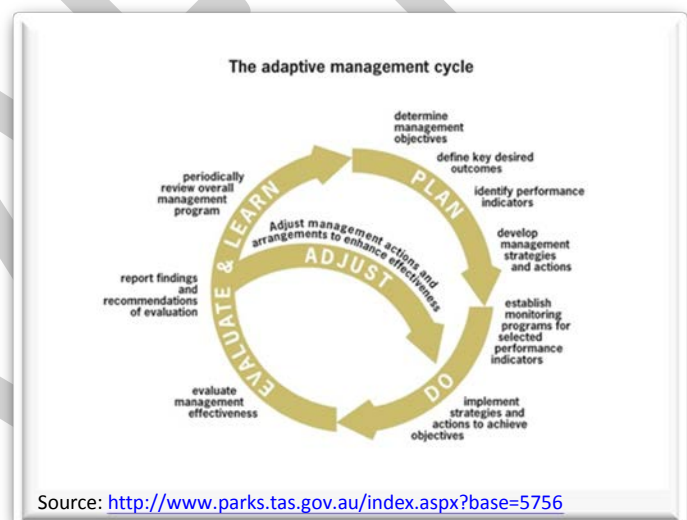 The adaptive management cycle
determine
management
objectives
define key desired
outcomes
identify performance
indicators
develop
management
strategies
and actions
establish
monitoring
programs for
selected
performance
indicators
implement
strategies and
actions to achieve
objectives
evaluate
management
effectiveness
report findings
and
recommendations
of evaluation
periodically
review overall
management
program
PLAN
DO
EVALUATE & LEARN
Adjust management actions and
arrangements to enhance effectiveness
ADJUST
Source: http://www.parks.tas.gov.au/index.aspx?base=5756